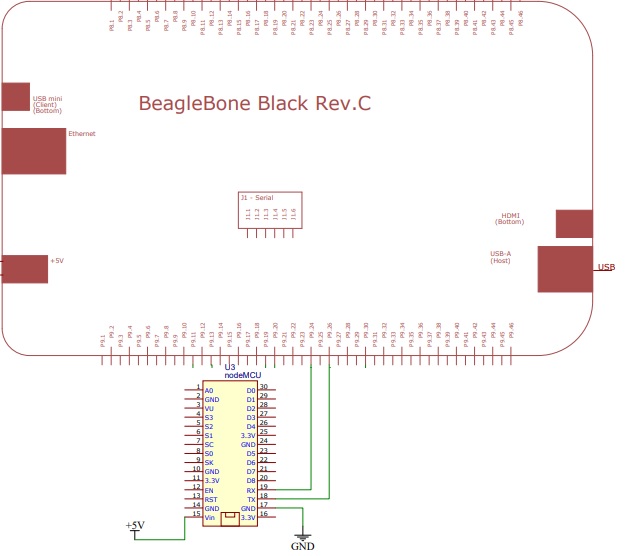 P8.1 P8.2 P8.3 P8.4 P8.5 P8.6 P8.7 P8.8 P8.9 P8.10 P8.11 P8.12 P8.13 P8.14 P8.15 P8.16 P8.17 P8.18 P8.19 P8.20 P8.21 P8.22 P8.23 P8.24 P8.25 P8.26 P8.27 P8.28 P8.29 P8.30 P8.31 P8.32 P8.33 P8.34 P8.35 P8.36 P8.37 P8.38 P8.39 P8.40 P8.41 P8.42 P8.43 P8.44 P8.45 P8.46
USB mini
(Client)
(Bottom)
BeagleBone Black Rev.C
Ethernet
J1 - Serial
J1.1 J1.2 J1.3 J1.4 J1.5 J1.6
HDMI
(Bottom)
USB-A
(Host)
USB
+5V
P9.1 P9.2 P9.3 P9.4 P9.5 P9.6 P9.7 P9.8 P9.9 P9.10 P9.11 P9.12 P9.13 P9.14 P9.15 P9.16 P9.17 P9.18 P9.19 P9.20 P9.21 P9.22 P9.23 P9.24 P9.25 P9.26 P9.27 P9.28 P9.29 P9.30 P9.31 P9.32 P9.33 P9.34 P9.35 P9.36 P9.37 P9.38 P9.39 P9.40 P9.41 P9.42 P9.43 P9.44 P9.45 P9.46
U3
nodeMCU
1 A0 D0 30
2 GND D1 29
3 VU D2 28
4 S3 D3 27
5 S2 D4 26
6 S1 3.3V 25
7 SC GND 24
8 S0 D5 23
9 SK D6 22
10 GND D7 21
11 3.3V D8 20
12 EN RX 19
13 RST TX 18
14 GND GND 17
15 Vin 3.3V 16
+5V
GND